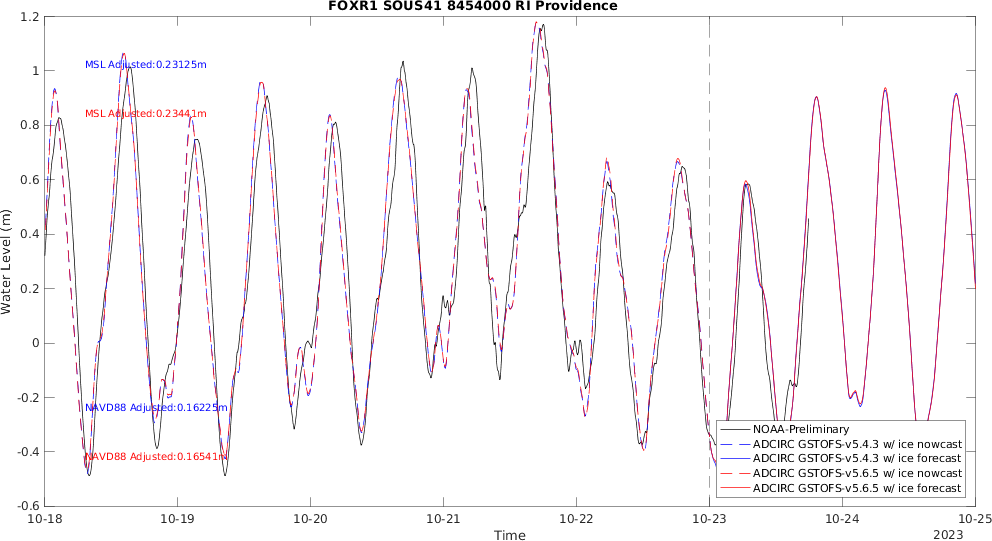 FOXR1 SOUS41 8454000 RI Providence
1.2
1
0.8
0.6
0.4
0.2
0
-0.2
-0.4
-0.6
Water Level (m)
MSL Adjusted:0.23125m
MSL Adjusted:0.23441m
NAVD88 Adjusted:0.16225m
NAVD88 Adjusted:0.16541m
NOAA-Preliminary
ADCIRC GSTOFS-v5.4.3 w/ ice nowcast
ADCIRC GSTOFS-v5.4.3 w/ ice forecast
ADCIRC GSTOFS-v5.6.5 w/ ice nowcast
ADCIRC GSTOFS-v5.6.5 w/ ice forecast
10-18 10-19 10-20 10-21 10-22 10-23 10-24 10-25
Time
2023